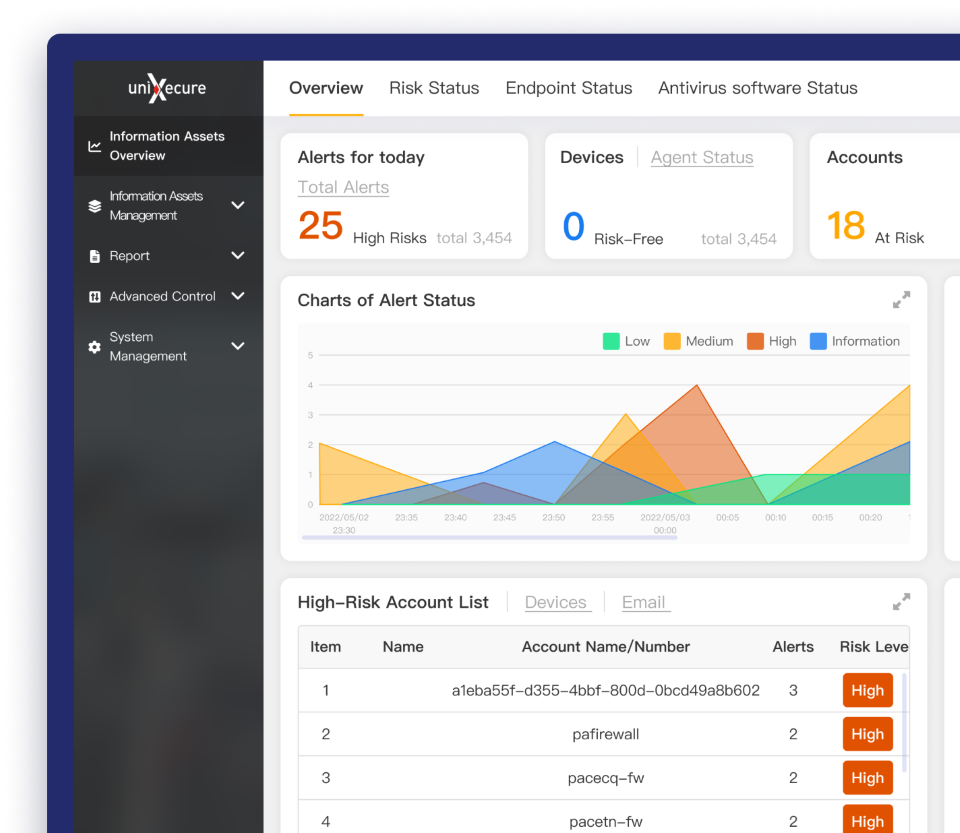 uniXecure
Overview Risk Status Endpoint Status Antivirus software Status
Information Assets
Overview
Information Assets
Management
Report
Advanced Control
System
Management
Alerts for today
Total Alerts
25 High Risks total 3,454
Devices Agent Status
0 Risk-Free total 3,454
Accounts
18 At Risk
Charts of Alert Status
Low Medium High Information
5
4
3
2
1
0
2022/05/02 23:35 23:40 23:45 23:50 23:55 2022/05/03 00:05 00:10 00:15 00:20
23:30 00:00
High-Risk Account List Devices Email
Item Name Account Name/Number Alerts Risk Leve
1 a1eba55f-d355-4bbf-800d-0bcd49a8b602 3 High
2 pafirewall 2 High
3 pacecq-fw 2 High
4 pacetn-fw 2 High